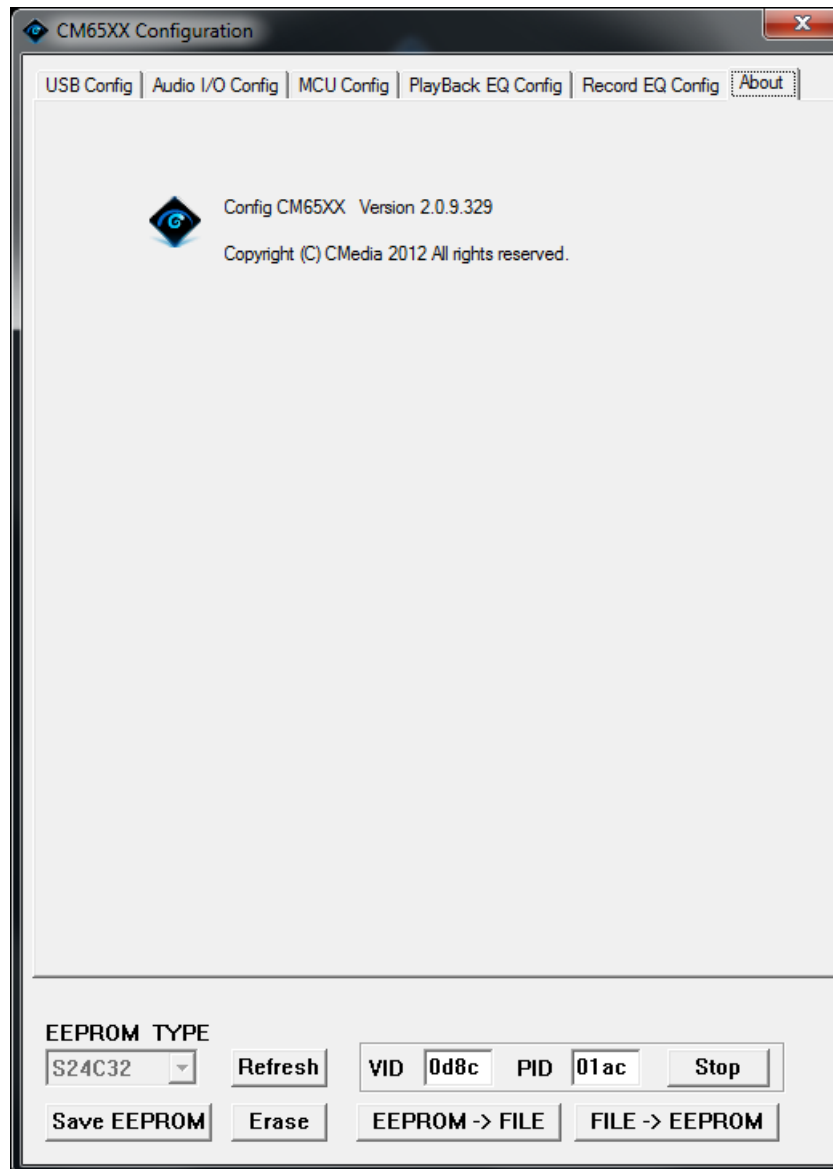 CM65XX Configuration
USB Config Audio I/O Config MCU Config PlayBack EQ Config Record EQ Config About
Config CM65XX Version 2.0.9.329
Copyright (C) CMedia 2012 All rights reserved.
EEPROM TYPE
S24C32 Refresh VID 0d8c PID 01ac Stop
Save EEPROM Erase EEPROM -> FILE FILE -> EEPROM